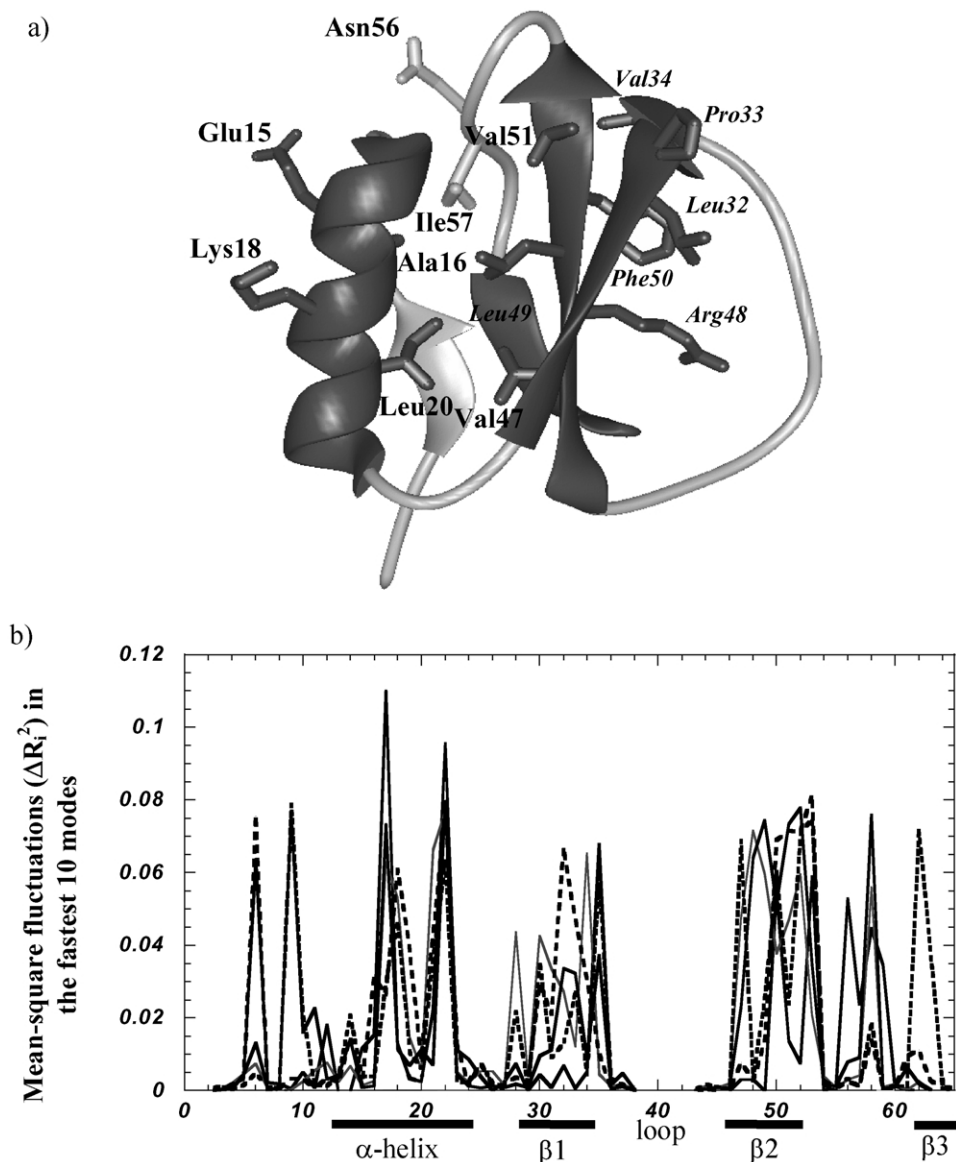 a)
Asn56
Val34
Pro33
Glu15
Val51
Leu32
Ile57
Lys18
Ala16
Phe50
Leu49
Arg48
Leu20
Val47
b)
Mean-square fluctuations (ΔRi²) in
the fastest 10 modes
0.12
0.1
0.08
0.06
0.04
0.02
0
0 10 20 30 40 50 60
α-helix β1 loop β2 β3